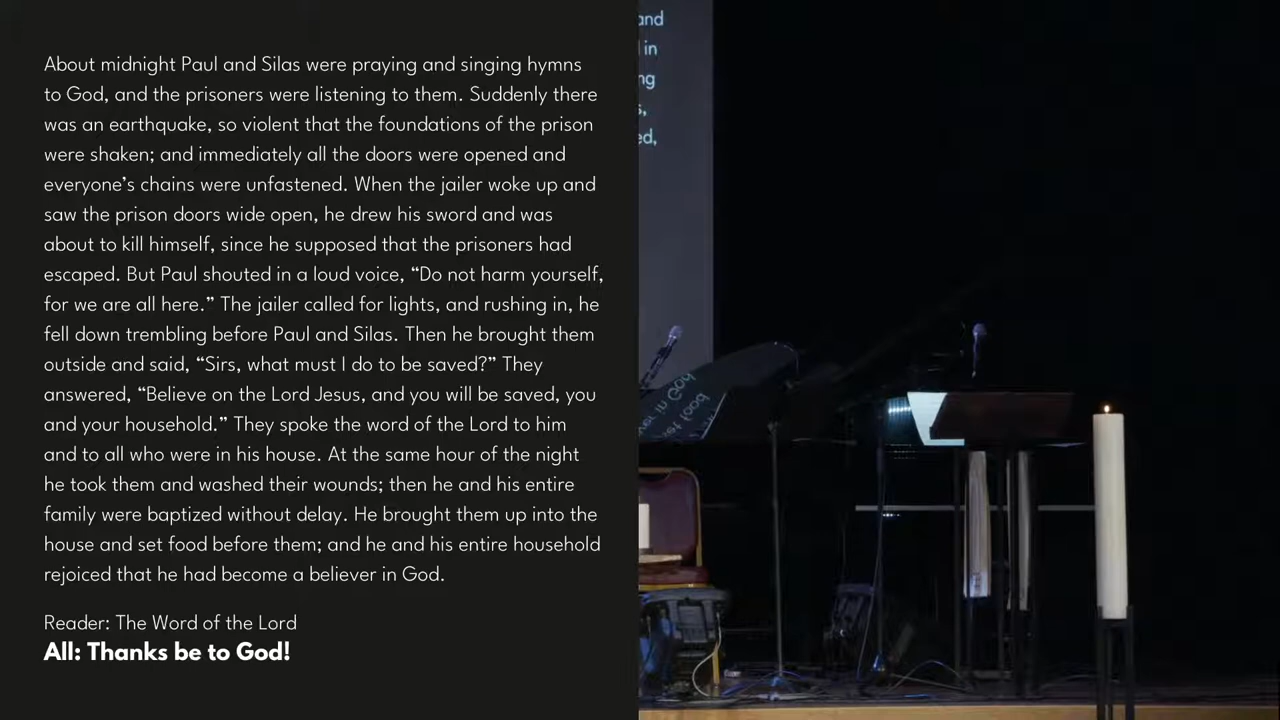 About midnight Paul and Silas were praying and singing hymns
to God, and the prisoners were listening to them. Suddenly there
was an earthquake, so violent that the foundations of the prison
were shaken; and immediately all the doors were opened and
everyone’s chains were unfastened. When the jailer woke up and
saw the prison doors wide open, he drew his sword and was
about to kill himself, since he supposed that the prisoners had
escaped. But Paul shouted in a loud voice, “Do not harm yourself,
for we are all here.” The jailer called for lights, and rushing in, he
fell down trembling before Paul and Silas. Then he brought them
outside and said, “Sirs, what must I do to be saved?” They
answered, “Believe on the Lord Jesus, and you will be saved, you
and your household.” They spoke the word of the Lord to him
and to all who were in his house. At the same hour of the night
he took them and washed their wounds; then he and his entire
family were baptized without delay. He brought them up into the
house and set food before them; and he and his entire household
rejoiced that he had become a believer in God.
Reader: The Word of the Lord
All: Thanks be to God!
and
in